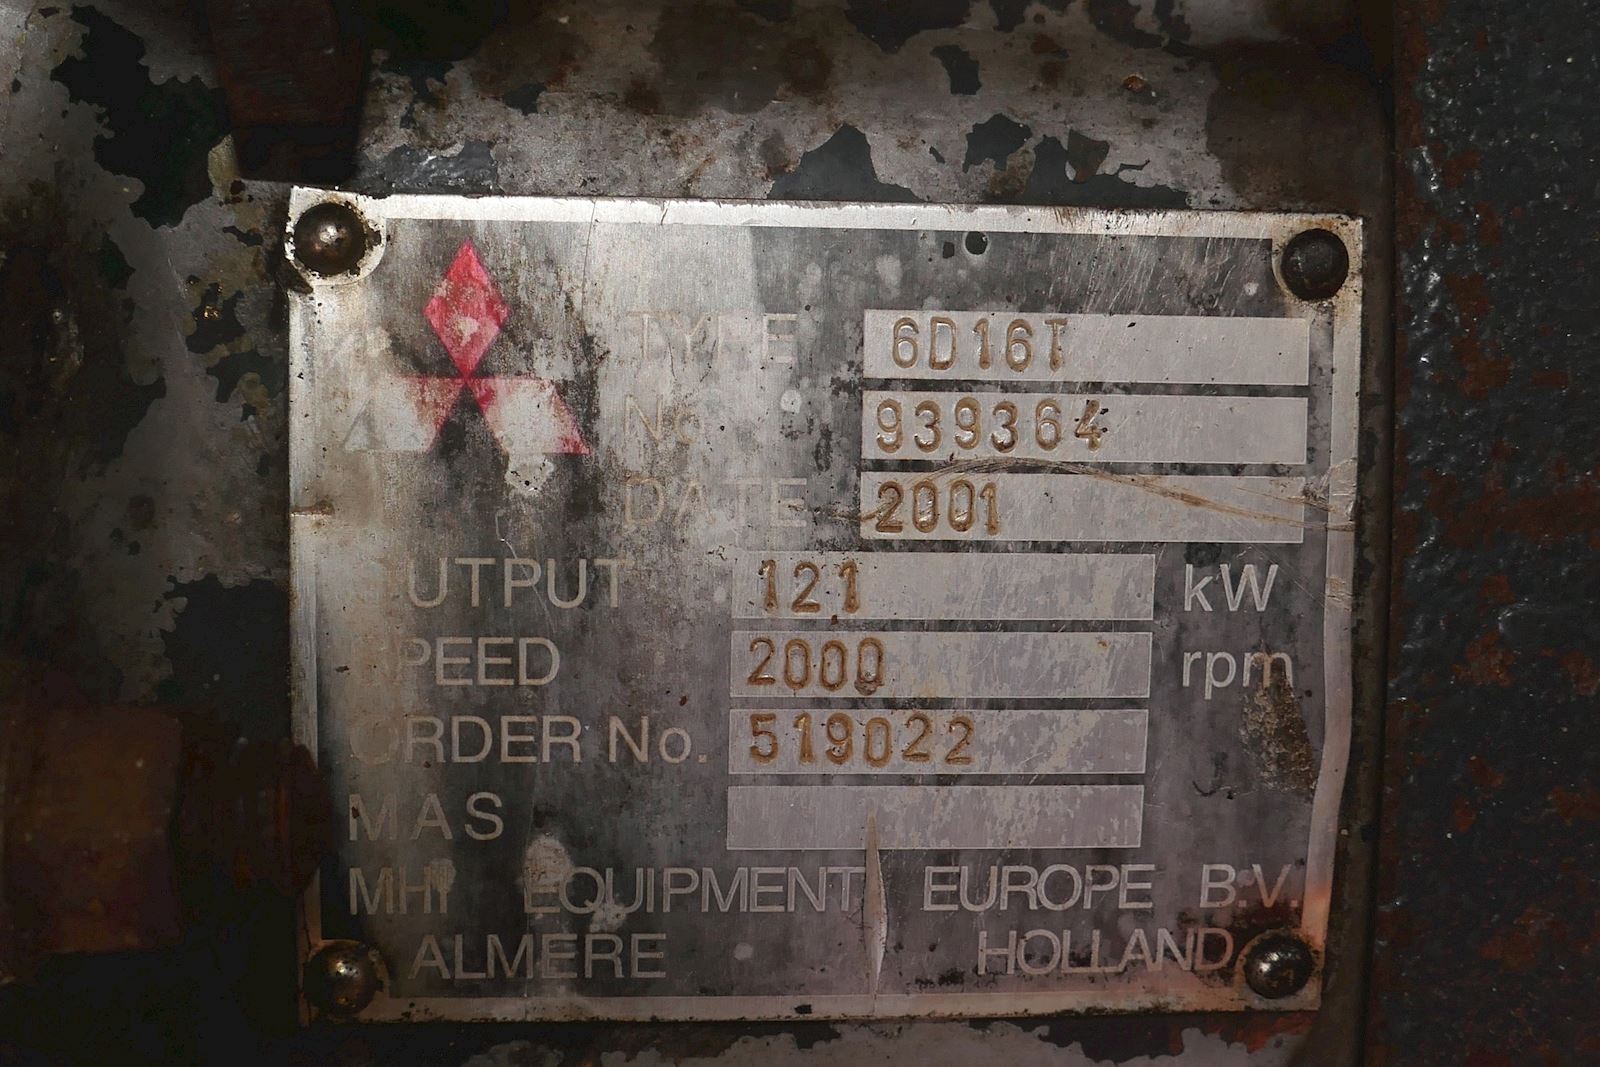 TYPE 6D16T
No. 939364
DATE 2001
OUTPUT 121 kW
SPEED 2000 rpm
ORDER No. 519022
MAS
MHI EQUIPMENT EUROPE B.V.
ALMERE HOLLAND